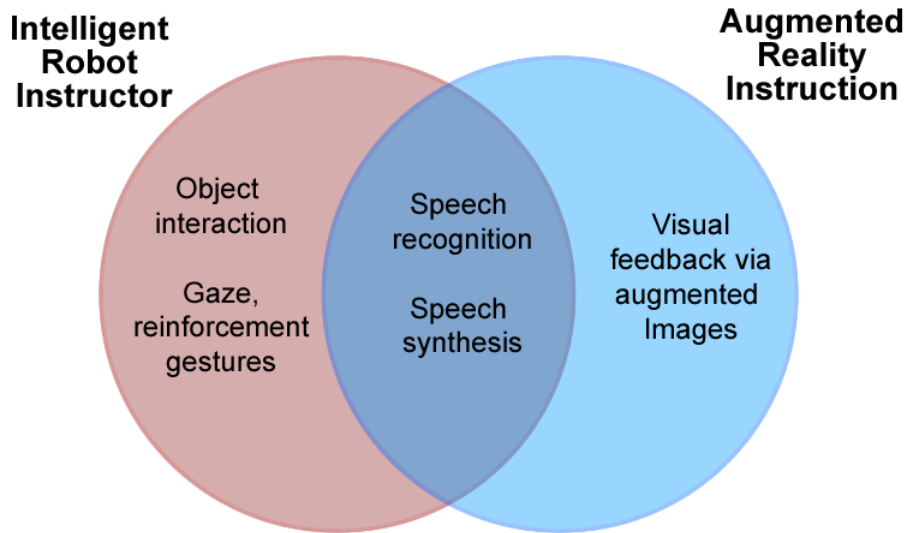 Intelligent
Robot
Instructor
Augmented
Reality
Instruction
Object
interaction
Gaze,
reinforcement
gestures
Speech
recognition
Speech
synthesis
Visual
feedback via
augmented
Images